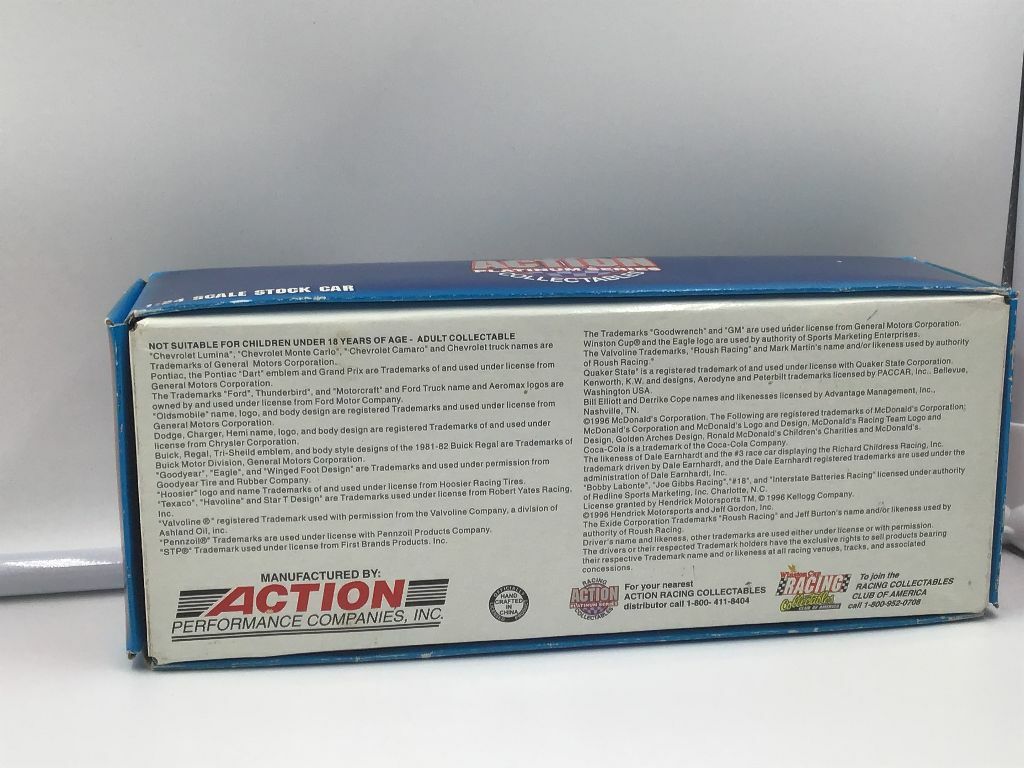 ACTION
PLATINUM SERIES
COLLECTABLES
1:24 SCALE STOCK CAR
NOT SUITABLE FOR CHILDREN UNDER 18 YEARS OF AGE - ADULT COLLECTABLE
"Chevrolet Lumina", "Chevrolet Monte Carlo", "Chevrolet Camaro" and Chevrolet truck names are
Trademarks of General Motors Corporation.
Pontiac, the Pontiac "Dart" emblem and Grand Prix are Trademarks of and used under license from
General Motors Corporation.
The Trademarks "Ford", Thunderbird", and "Motorcraft" and Ford Truck name and Aeromax logos are
owned by and used under license from Ford Motor Company.
"Oldsmobile" name, logo, and body design are registered Trademarks and used under license from
General Motors Corporation.
Dodge, Charger, Hemi name, logo, and body design are registered Trademarks of and used under
license from Chrysler Corporation.
Buick, Regal, Tri-Sheild emblem, and body style designs of the 1981-82 Buick Regal are Trademarks of
Buick Motor Division, General Motors Corporation.
"Goodyear", "Eagle", and "Winged Foot Design" are Trademarks and used under permission from
Goodyear Tire and Rubber Company.
"Hoosier" logo and name Trademarks of and used under license from Hoosier Racing Tires.
"Texaco", "Havoline" and Star T Design" are Trademarks used under license from Robert Yates Racing,
Inc.
"Valvoline ®" registered Trademark used with permission from the Valvoline Company, a division of
Ashland Oil, inc.
"Pennzoil®" Trademarks are used under license with Pennzoil Products Company.
"STP®" Trademark used under license from First Brands Products. Inc.
MANUFACTURED BY:
ACTION
PERFORMANCE COMPANIES, INC.
HAND
CRAFTED
IN
CHINA
The Trademarks "Goodwrench" and "GM" are used under license from General Motors Corporation.
Winston Cup® and the Eagle logo are used by authority of Sports Marketing Enterprises.
The Valvoline Trademarks, "Roush Racing" and Mark Martin's name and/or likeness used by authority
of Roush Racing."
Quaker State" is a registered trademark of and used under license with Quaker State Corporation.
Kenworth, K.W. and designs, Aerodyne and Peterbilt trademarks licensed by PACCAR, Inc., Bellevue,
Washington USA.
Bill Elliott and Derrike Cope names and likenesses licensed by Advantage Management, Inc.,
Nashville, TN.
©1996 McDonald's Corporation. The Following are registered trademarks of McDonald's Corporation;
McDonald's Corporation and McDonald's Logo and Design, McDonald's Racing Team Logo and
Design, Golden Arches Design, Ronald McDonald's Children's Charities and McDonald's.
Coca-Cola is a trademark of the Coca-Cola Company.
The likeness of Dale Earnhardt and the #3 race car displaying the Richard Childress Racing, Inc.
trademark driven by Dale Earnhardt, and the Dale Earnhardt registered trademarks are used under the
administration of Dale Earnhardt, Inc.
"Bobby Labonte", "Joe Gibbs Racing", "#18", and "Interstate Batteries Racing" licensed under authority
of Redline Sports Marketing, Inc. Charlotte, N.C.
License granted by Hendrick Motorsports TM, © 1996 Kellogg Company.
©1996 Hendrick Motorsports and Jeff Gordon, Inc.
The Exide Corporation Trademarks "Roush Racing" and Jeff Burton's name and/or likeness used by
authority of Roush Racing.
Driver's name and likeness, other trademarks are used either under license or with permission.
The drivers or their respected Trademark holders have the exclusive rights to sell products bearing
their respective Trademark name and or likeness at all racing venues, tracks, and associated
concessions.
RACING
ACTION
PLATINUM SERIES
COLLECTABLES
For your nearest
ACTION RACING COLLECTABLES
distributor call 1-800- 411-8404
Winston Cup
RACING
Collectables
CLUB OF AMERICA
To join the
RACING COLLECTABLES
CLUB OF AMERICA
call 1-800-952-0708